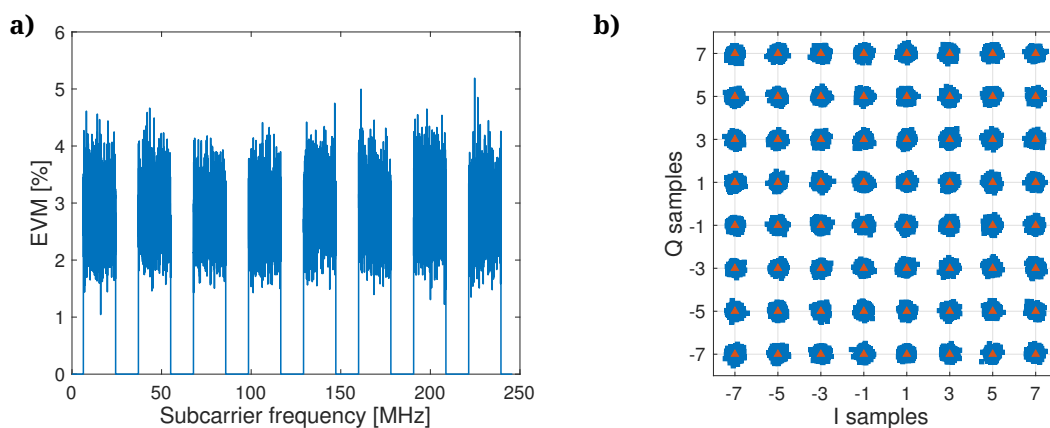 a)
6
5
4
3
2
1
0
EVM [%]
0 50 100 150 200 250
Subcarrier frequency [MHz]
b)
7
5
3
1
-1
-3
-5
-7
Q samples
-7 -5 -3 -1 1 3 5 7
I samples